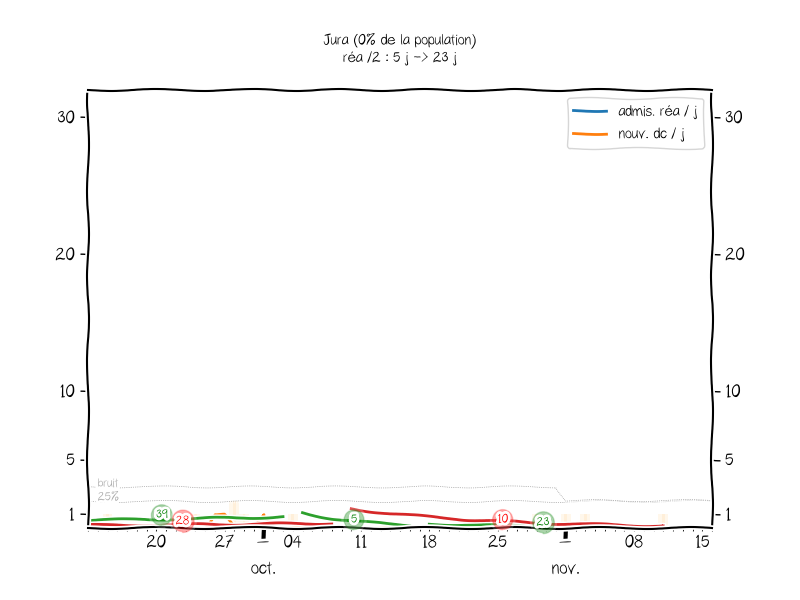 Jura (0% de la population)
réa /2 : 5 j -> 23 j
admis. réa / j
nouv. dc / j
30 30
20 20
10 10
5 5
bruit
25%
1 1
39 28 5 10 23
20 27 1 04 11 18 25 1 08 15
oct. nov.